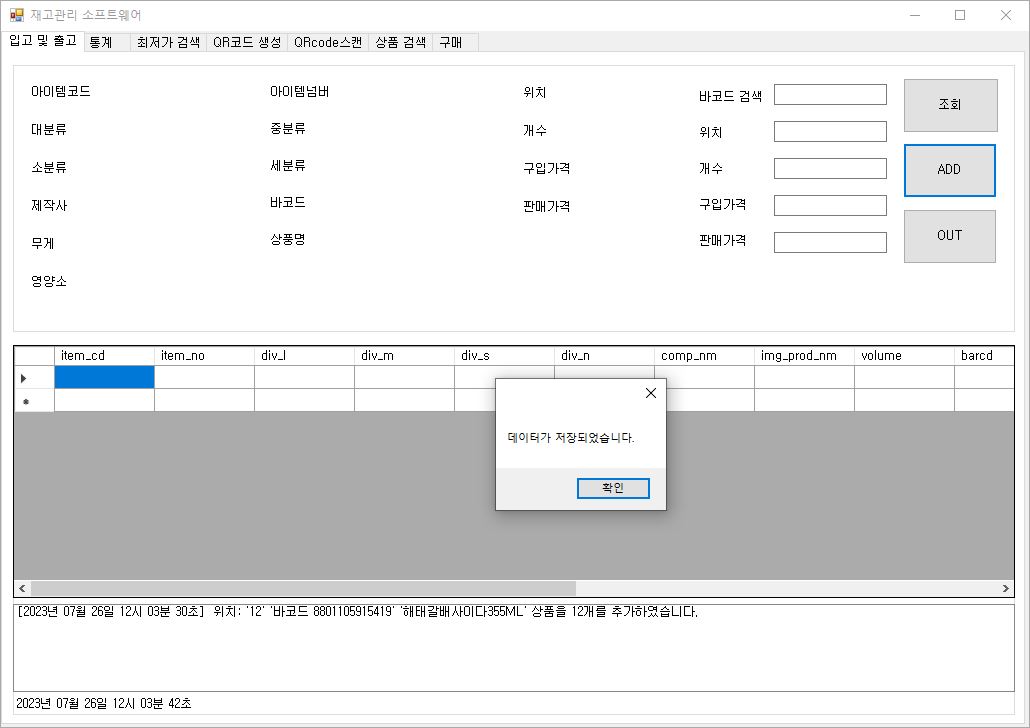 재고관리 소프트웨어
입고 및 출고 통계 최저가 검색 QR코드 생성 QRcode스캔 상품 검색 구매
아이템코드 아이템넘버 위치 바코드 검색 조회
대분류 중분류 개수 위치
소분류 세분류 구입가격 개수 ADD
제작사 바코드 판매가격 구입가격
무게 상품명 판매가격 OUT
영양소
item_cd item_no div_l div_m div_s div_n comp_nm img_prod_nm volume barcd
데이터가 저장되었습니다.
확인
[2023년 07월 26일 12시 03분 30초] 위치: '12' '바코드 8801105915419' '해태갈배사이다355ML' 상품을 12개를 추가하였습니다.
2023년 07월 26일 12시 03분 42초